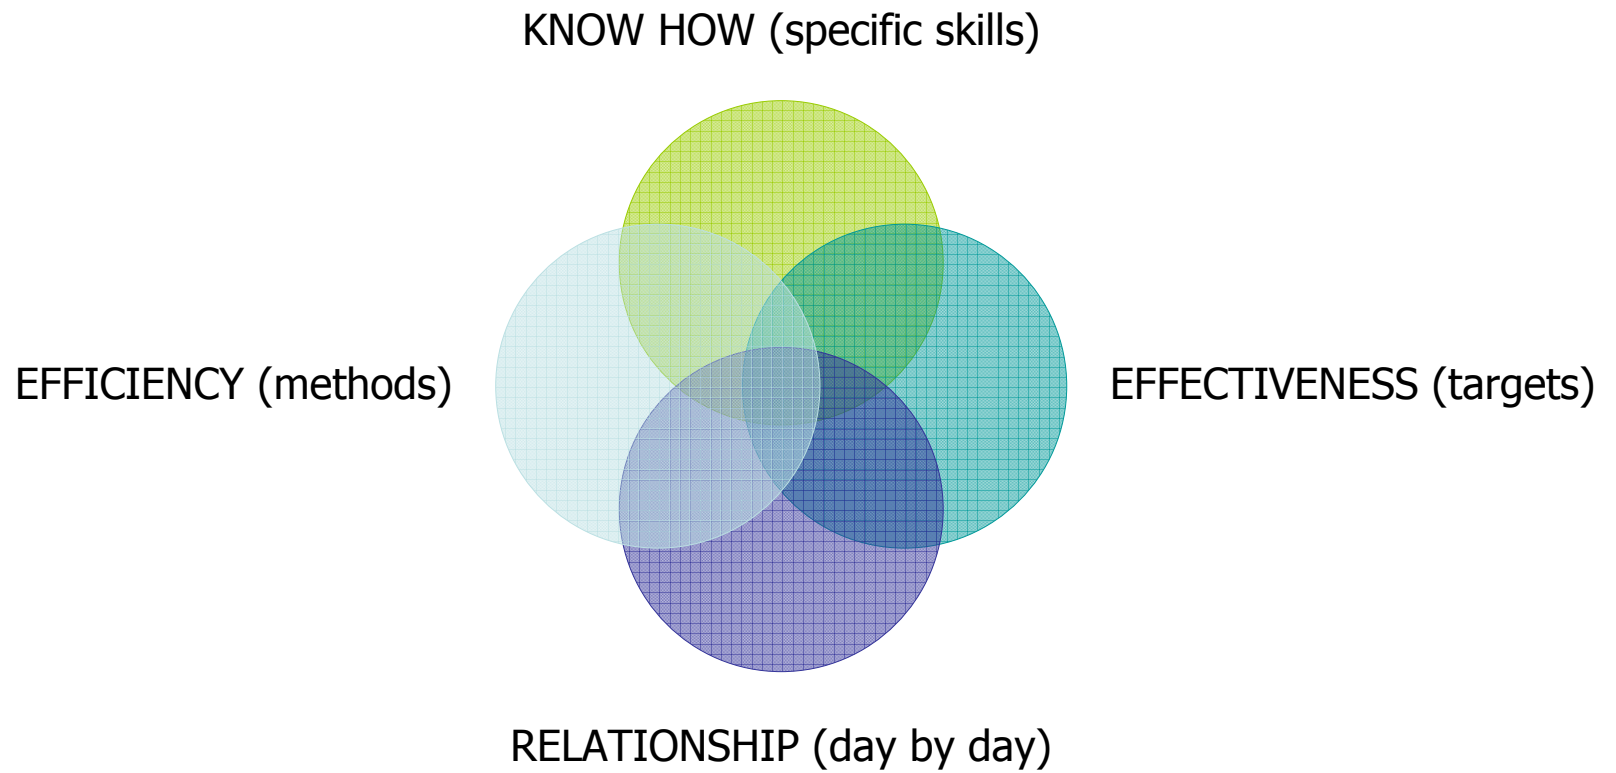 KNOW HOW (specific skills)
EFFICIENCY (methods)
EFFECTIVENESS (targets)
RELATIONSHIP (day by day)